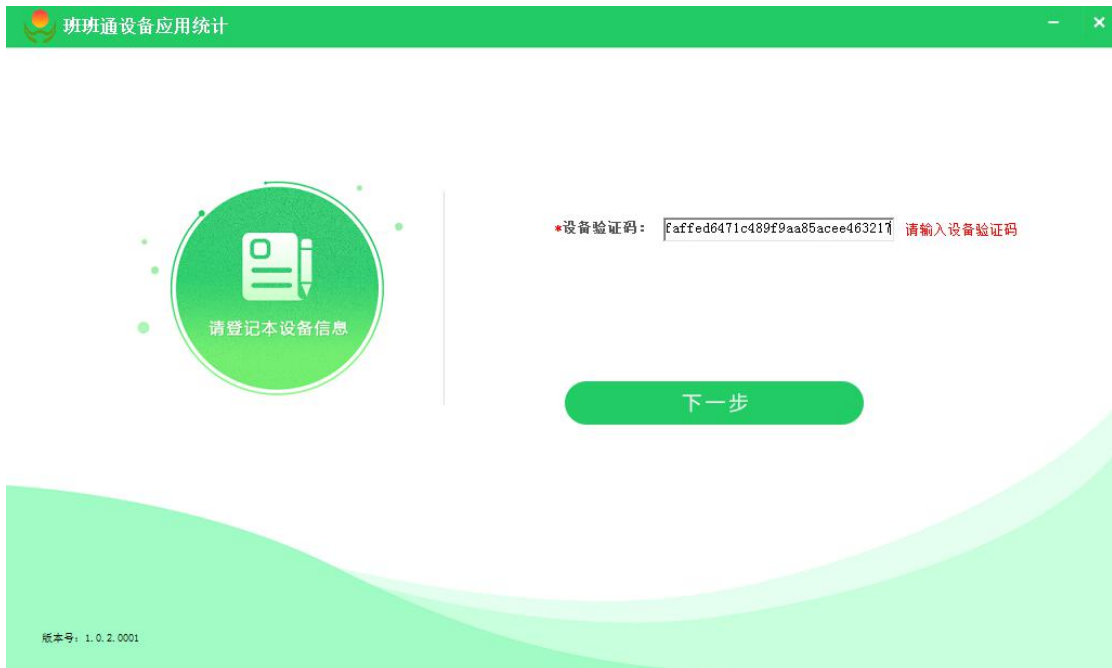 班班通设备应用统计
*设备验证码： faffed6471c489f9aa85acee463217 请输入设备验证码
请登记本设备信息
下一步
版本号：1.0.2.0001